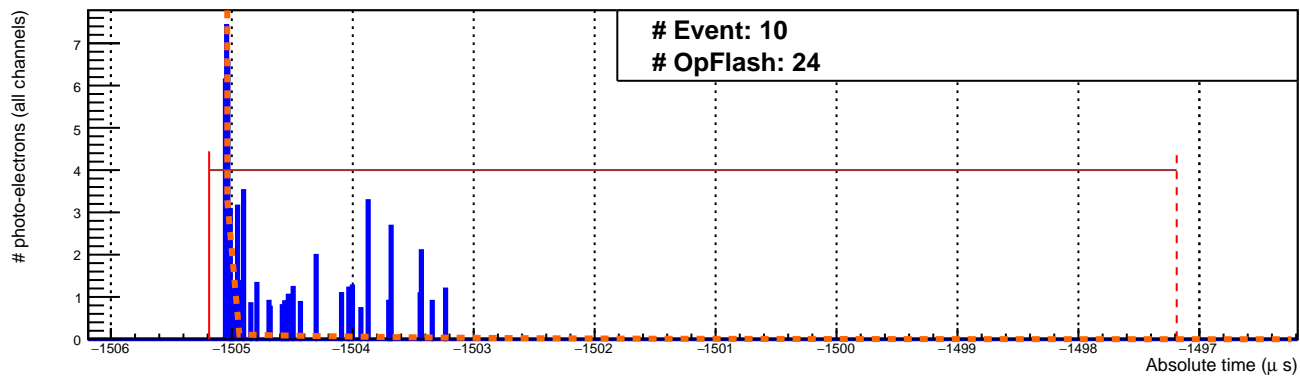 # Event: 10
# OpFlash: 24
# photo-electrons (all channels)
7
6
5
4
3
2
1
0
−1506 −1505 −1504 −1503 −1502 −1501 −1500 −1499 −1498 −1497
Absolute time (μ s)